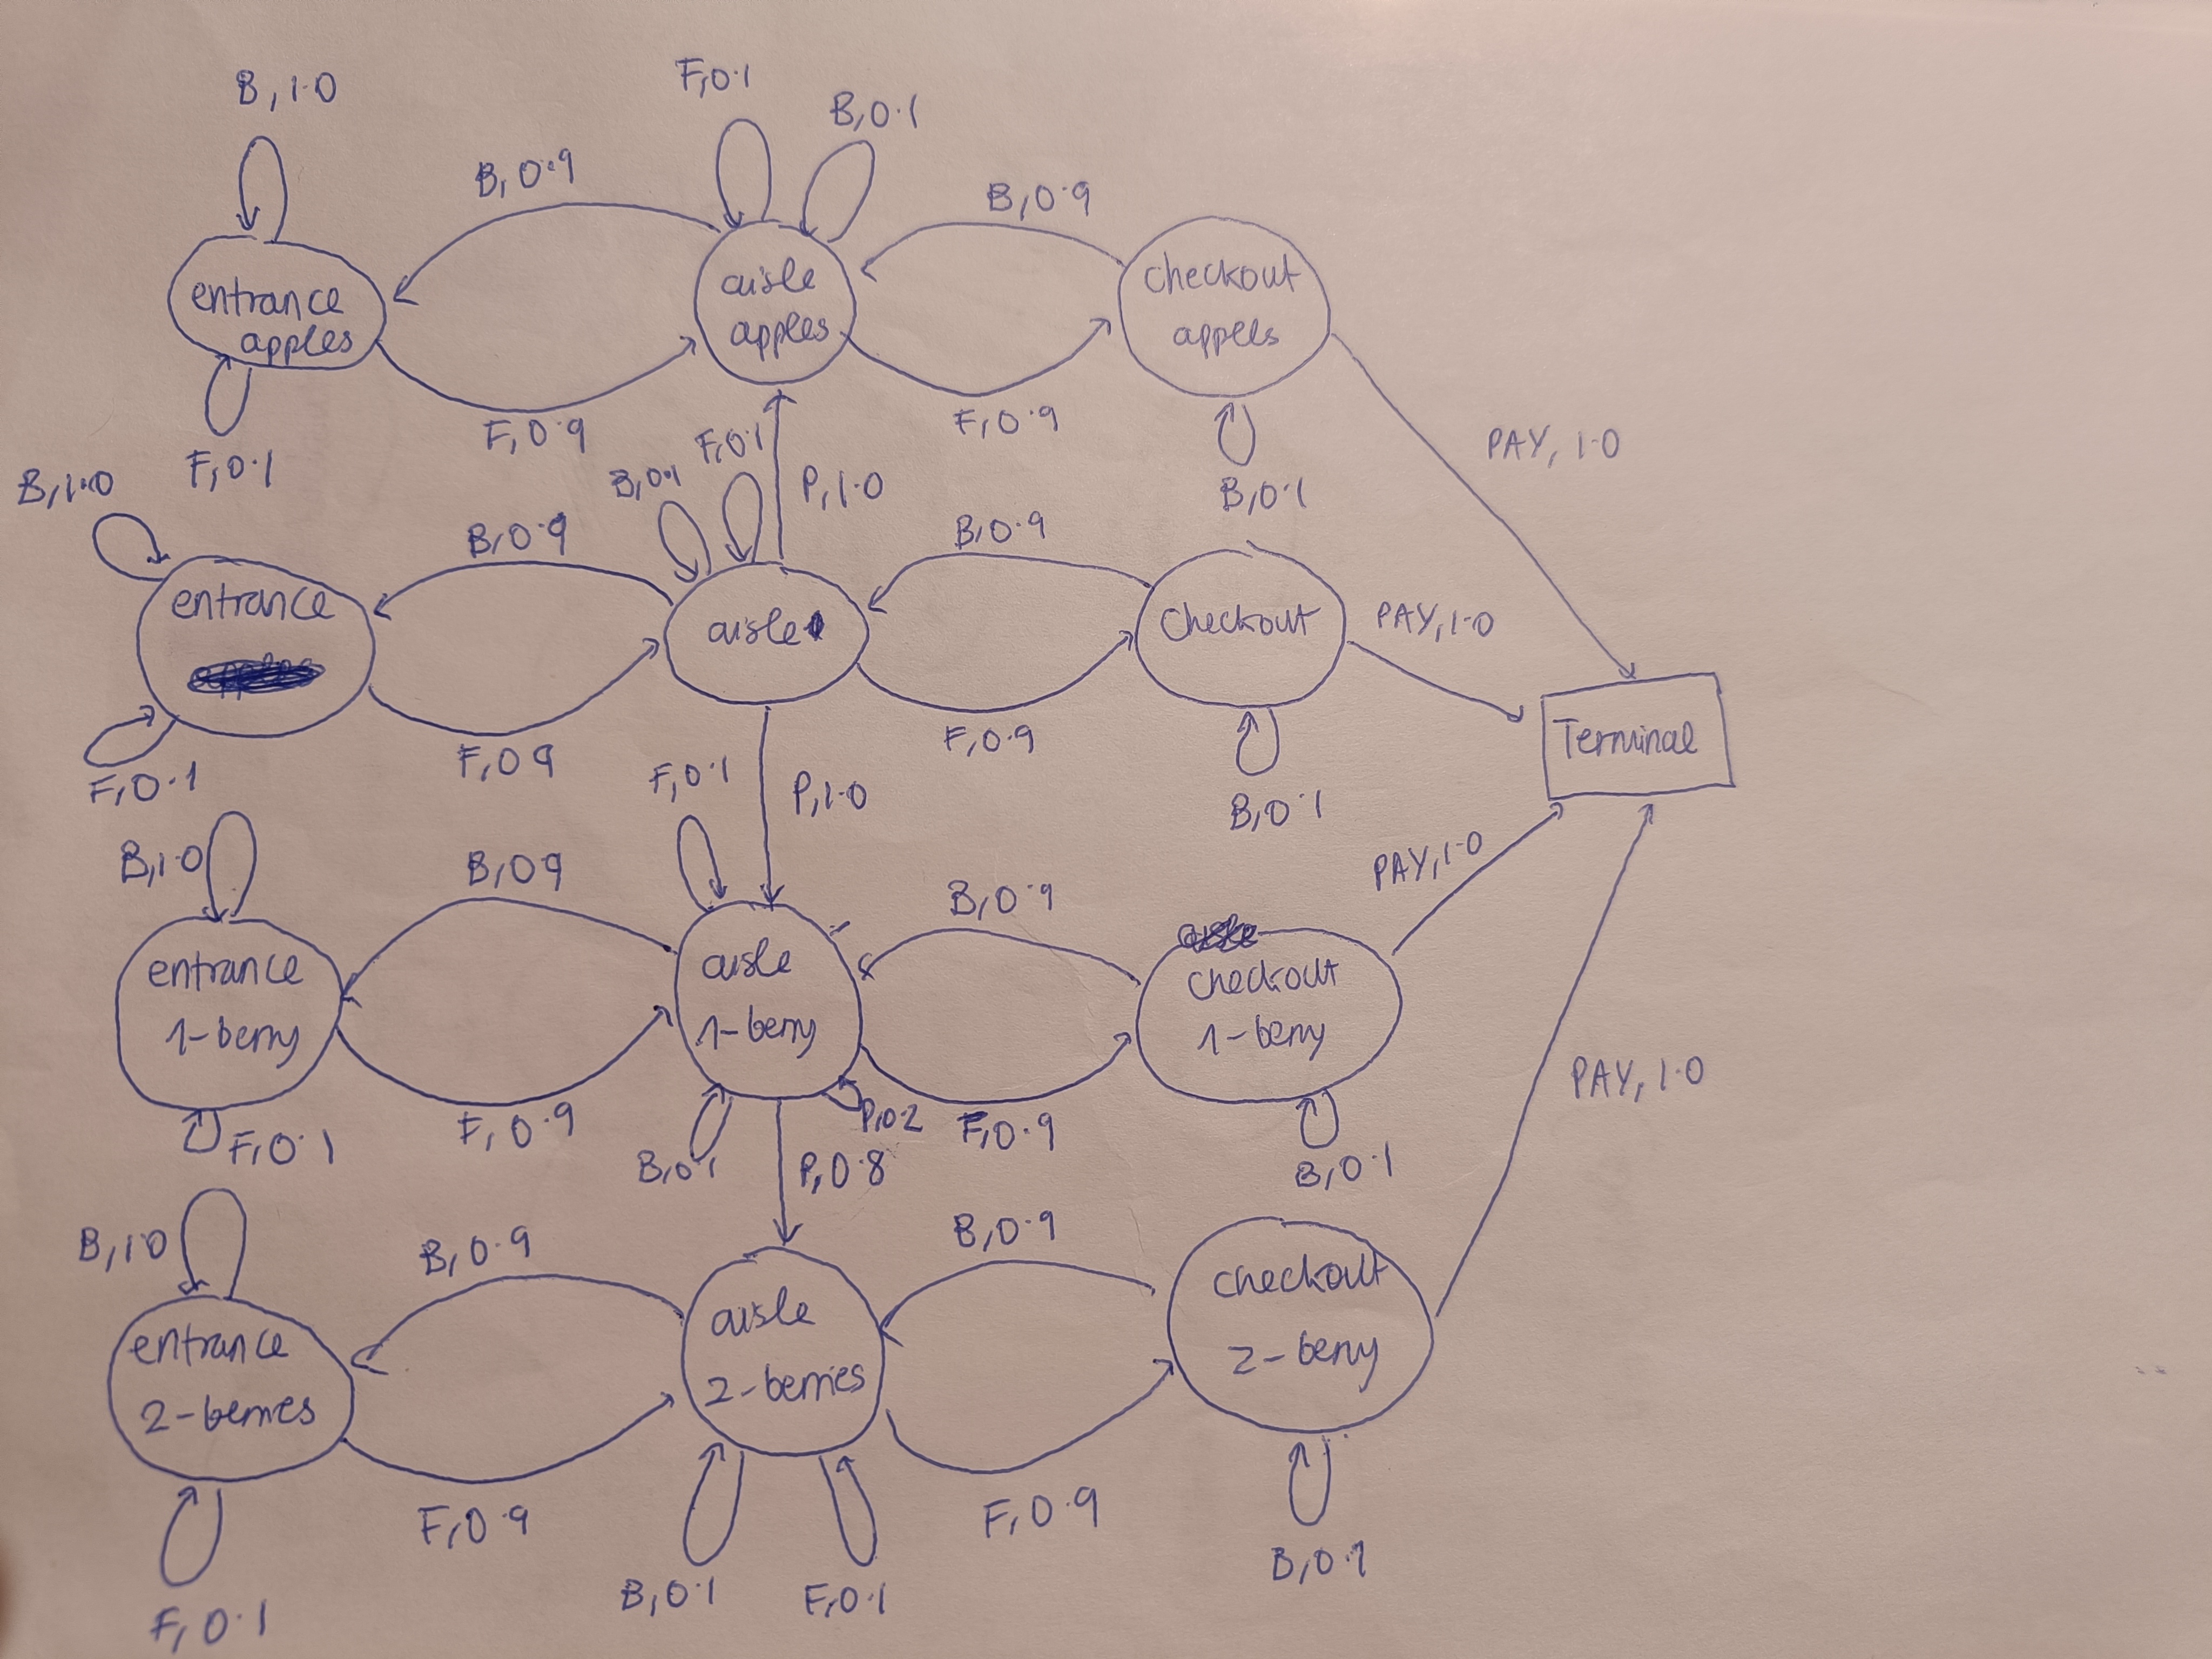 B, 1.0
F, 0.1
B, 0.1
B, 0.9
B, 0.9
entrance
apples
aisle
apples
checkout
appels
F, 0.1
F, 0.9
F, 0.9
B, 0.1
PAY, 1.0
P, 1.0
B, 1.0
B, 0.1
F, 0.1
B, 0.9
B, 0.9
entrance
aisle
checkout
PAY, 1.0
F, 0.1
F, 0 9
F, 0.9
B, 0.1
Terminal
F, 0.1
P, 1.0
B, 1.0
B, 0 9
B, 0.9
PAY, 1.0
entrance
1-berry
aisle
1-berry
checkout
1-berry
F, 0.1
F, 0.9
B, 0.1
P, 0.2
F, 0.9
B, 0.1
P, 0.8
PAY, 1.0
B, 1.0
B, 0.9
B, 0.9
entrance
2-berries
aisle
2-berries
checkout
2-berry
F, 0.1
F, 0.9
B, 0.1
F, 0.1
F, 0.9
B, 0.1